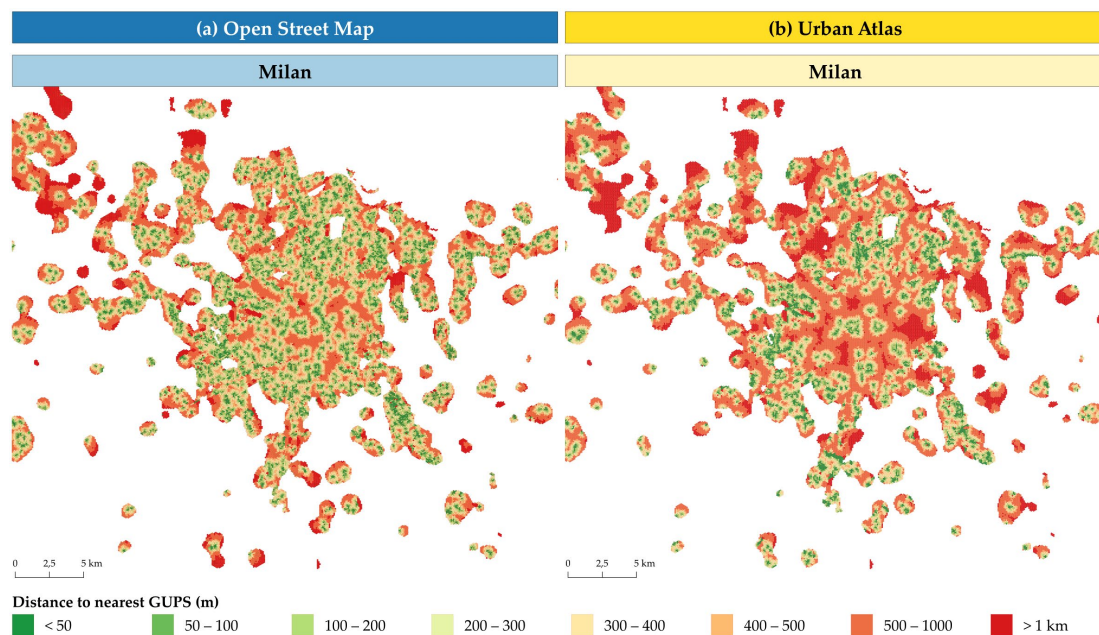 (a) Open Street Map
(b) Urban Atlas
Milan
Milan
0 2,5 5 km
0 2,5 5 km
Distance to nearest GUPS (m)
< 50 50 – 100 100 – 200 200 – 300 300 – 400 400 – 500 500 - 1000 > 1 km